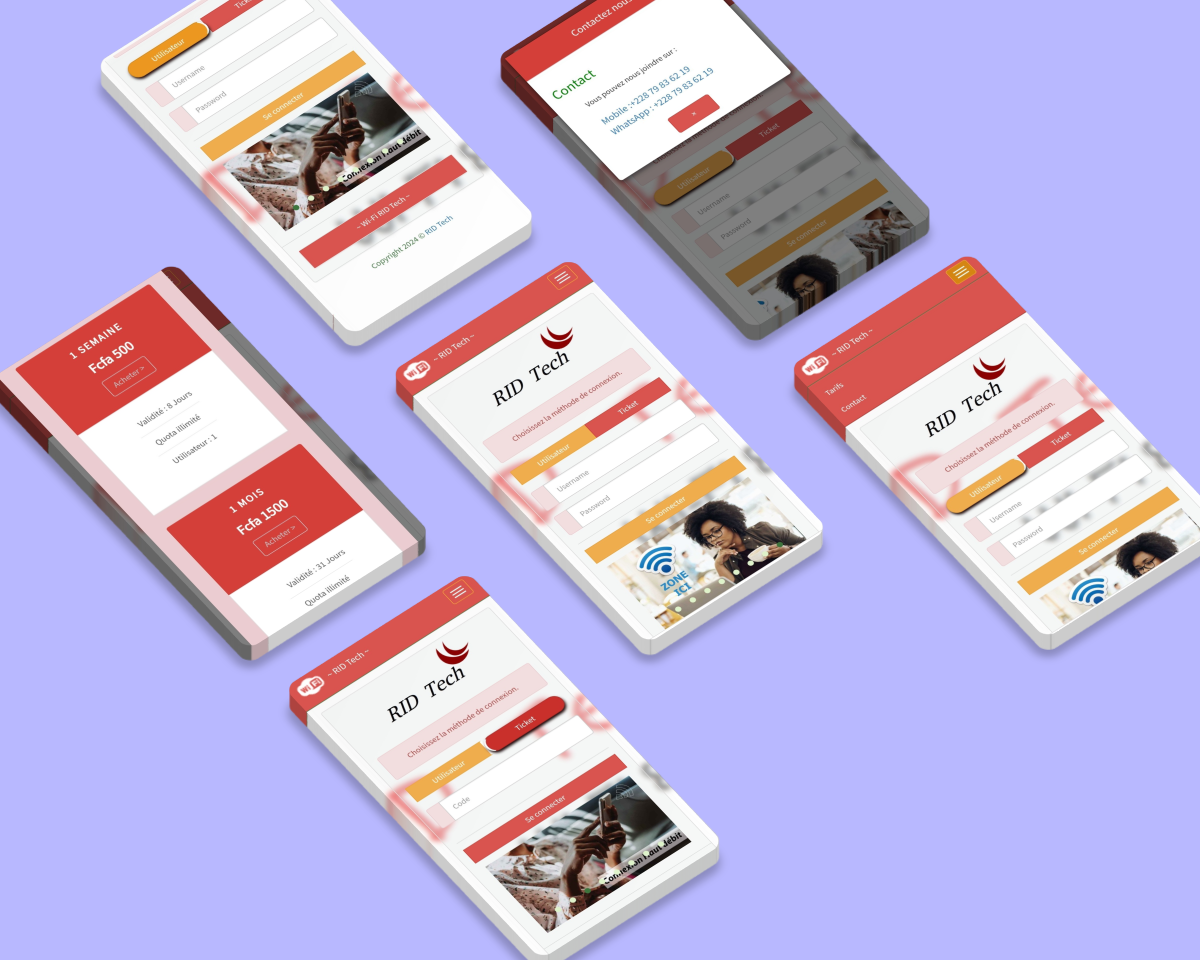 Utilisateur
Ticket
Username
Password
Se connecter
Connexion Haut débit
~ Wi-Fi RID Tech ~
Copyright 2024 © RID Tech
Contactez nous
Contact
Vous pouvez nous joindre sur :
Mobile :+228 79 83 62 19
WhatsApp : +228 79 83 62 19
×
Utilisateur
Ticket
Username
Password
Se connecter
1 SEMAINE
Fcfa 500
Acheter >
Validité : 8 Jours
Quota illimité
Utilisateur : 1
1 MOIS
Fcfa 1500
Acheter >
Validité : 31 Jours
Quota illimité
Wi Fi
~ RID Tech ~
RID Tech
Choisissez la méthode de connexion.
Utilisateur
Ticket
Username
Password
Se connecter
ZONE
ICI
Wi Fi
~ RID Tech ~
Tarifs
Contact
RID Tech
Choisissez la méthode de connexion.
Utilisateur
Ticket
Username
Password
Se connecter
Wi Fi
~ RID Tech ~
RID Tech
Choisissez la méthode de connexion.
Utilisateur
Ticket
Code
Se connecter
Connexion Haut débit